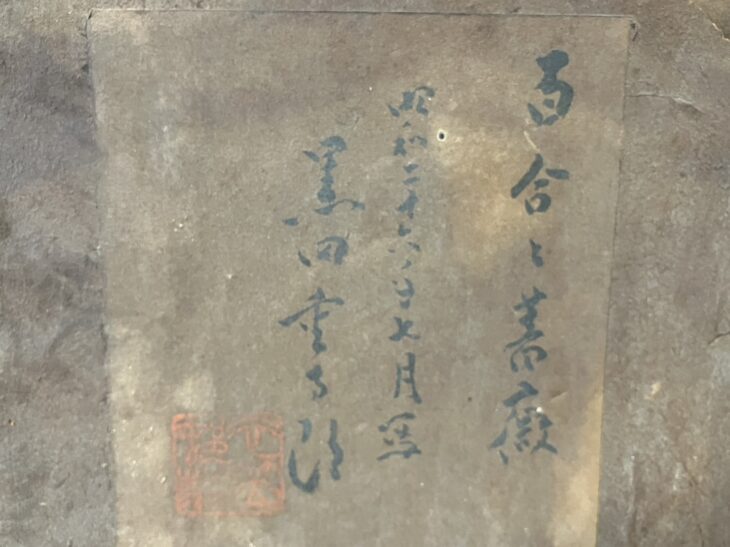 百合と薔薇
昭和二十六年七月写
黒田重太郎